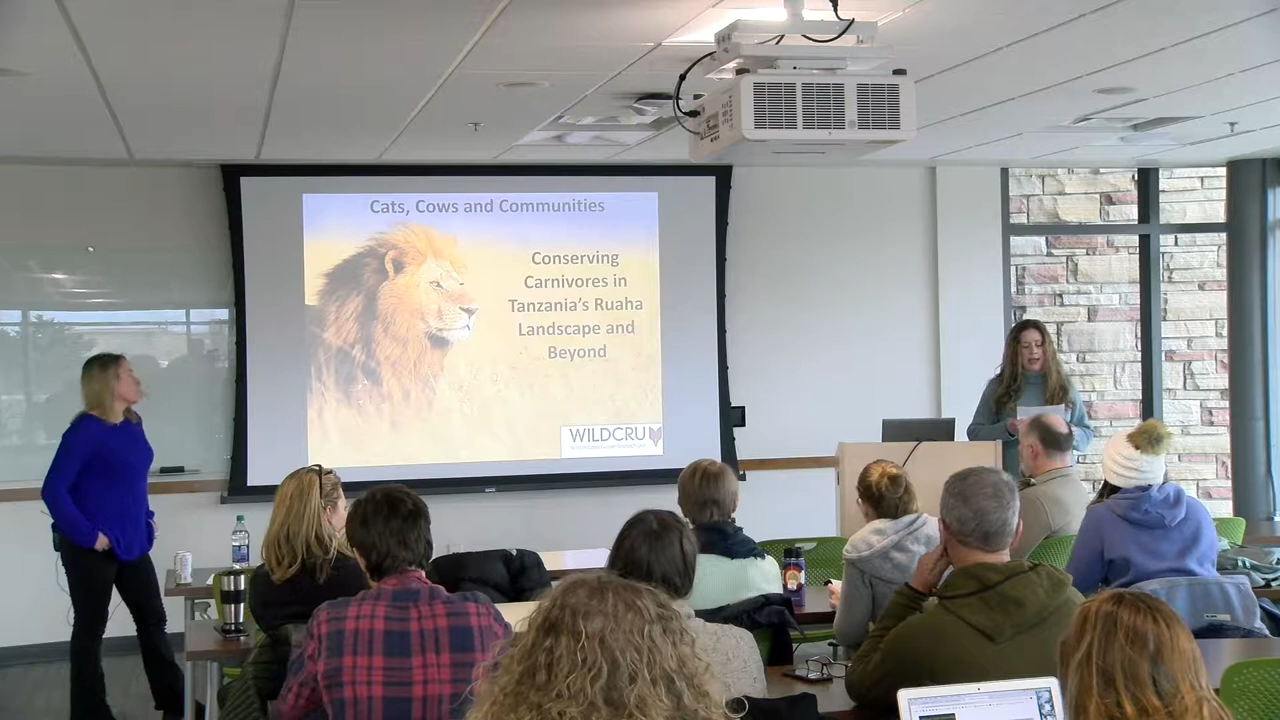 Cats, Cows and Communities
Conserving
Carnivores in
Tanzania's Ruaha
Landscape and
Beyond
WILDCRU